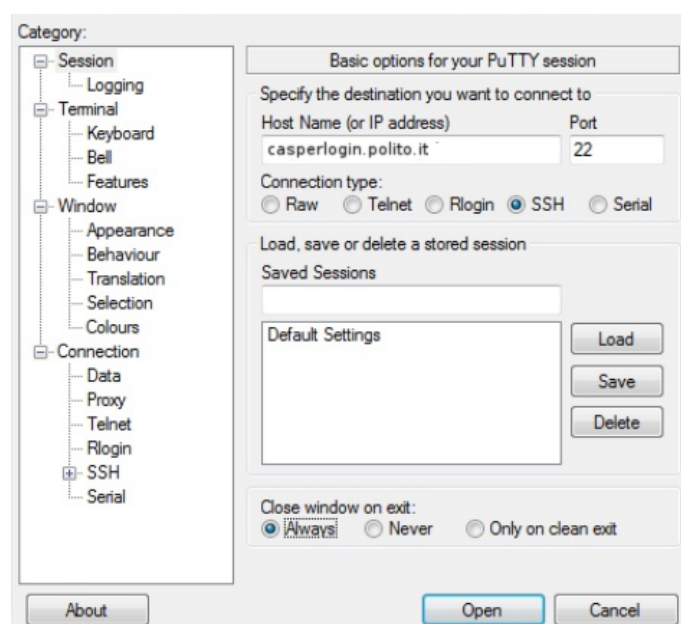 Category:
Session
Logging
Terminal
Keyboard
Bell
Features
Window
Appearance
Behaviour
Translation
Selection
Colours
Connection
Data
Proxy
Telnet
Rlogin
SSH
Serial
Basic options for your PuTTY session
Specify the destination you want to connect to
Host Name (or IP address) Port
casperlogin.polito.it 22
Connection type:
Raw Telnet Rlogin SSH Serial
Load, save or delete a stored session
Saved Sessions
Default Settings
Load
Save
Delete
Close window on exit:
Always Never Only on clean exit
About Open Cancel